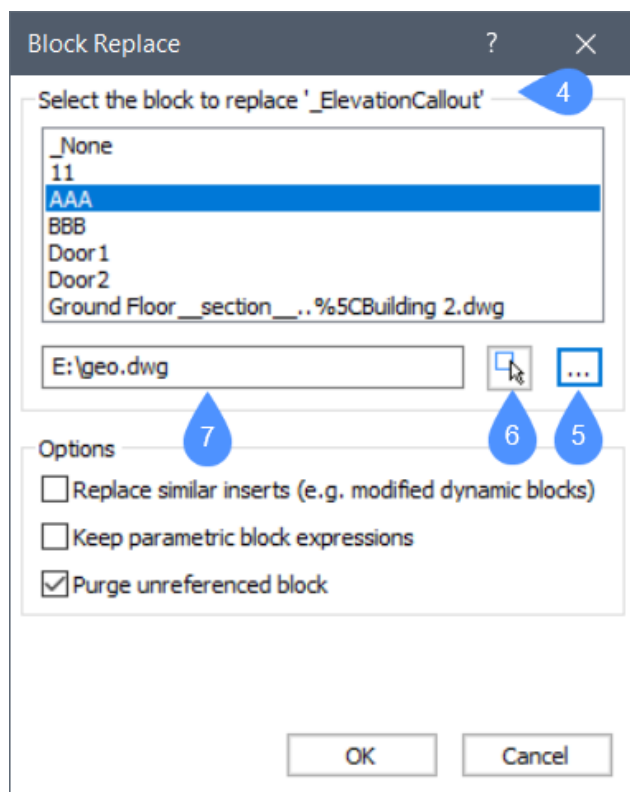 Block Replace ? ×
Select the block to replace '_ElevationCallout' 4
_None
11
AAA
BBB
Door1
Door2
Ground Floor__section__..%5CBuilding 2.dwg
E:\geo.dwg ...
7 6 5
Options
Replace similar inserts (e.g. modified dynamic blocks)
Keep parametric block expressions
Purge unreferenced block
OK Cancel